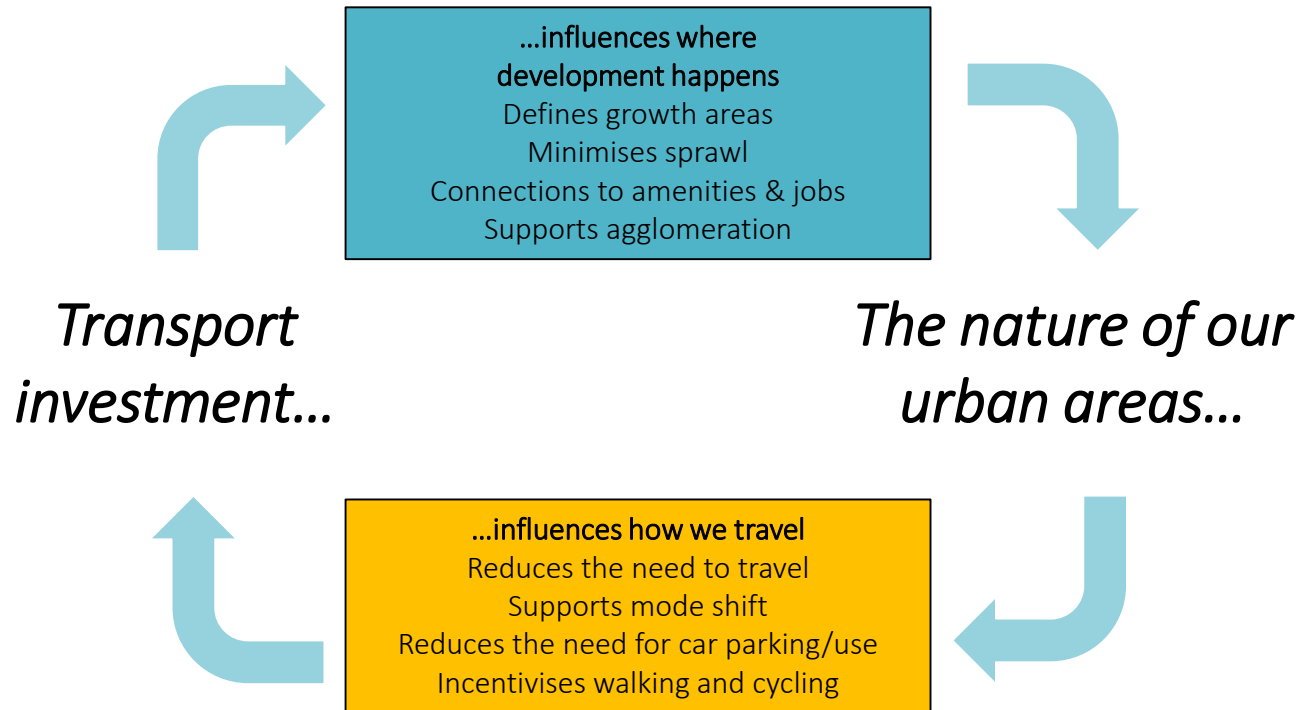 …influences where
development happens
Defines growth areas
Minimises sprawl
Connections to amenities & jobs
Supports agglomeration
Transport
investment…
The nature of our
urban areas…
…influences how we travel
Reduces the need to travel
Supports mode shift
Reduces the need for car parking/use
Incentivises walking and cycling